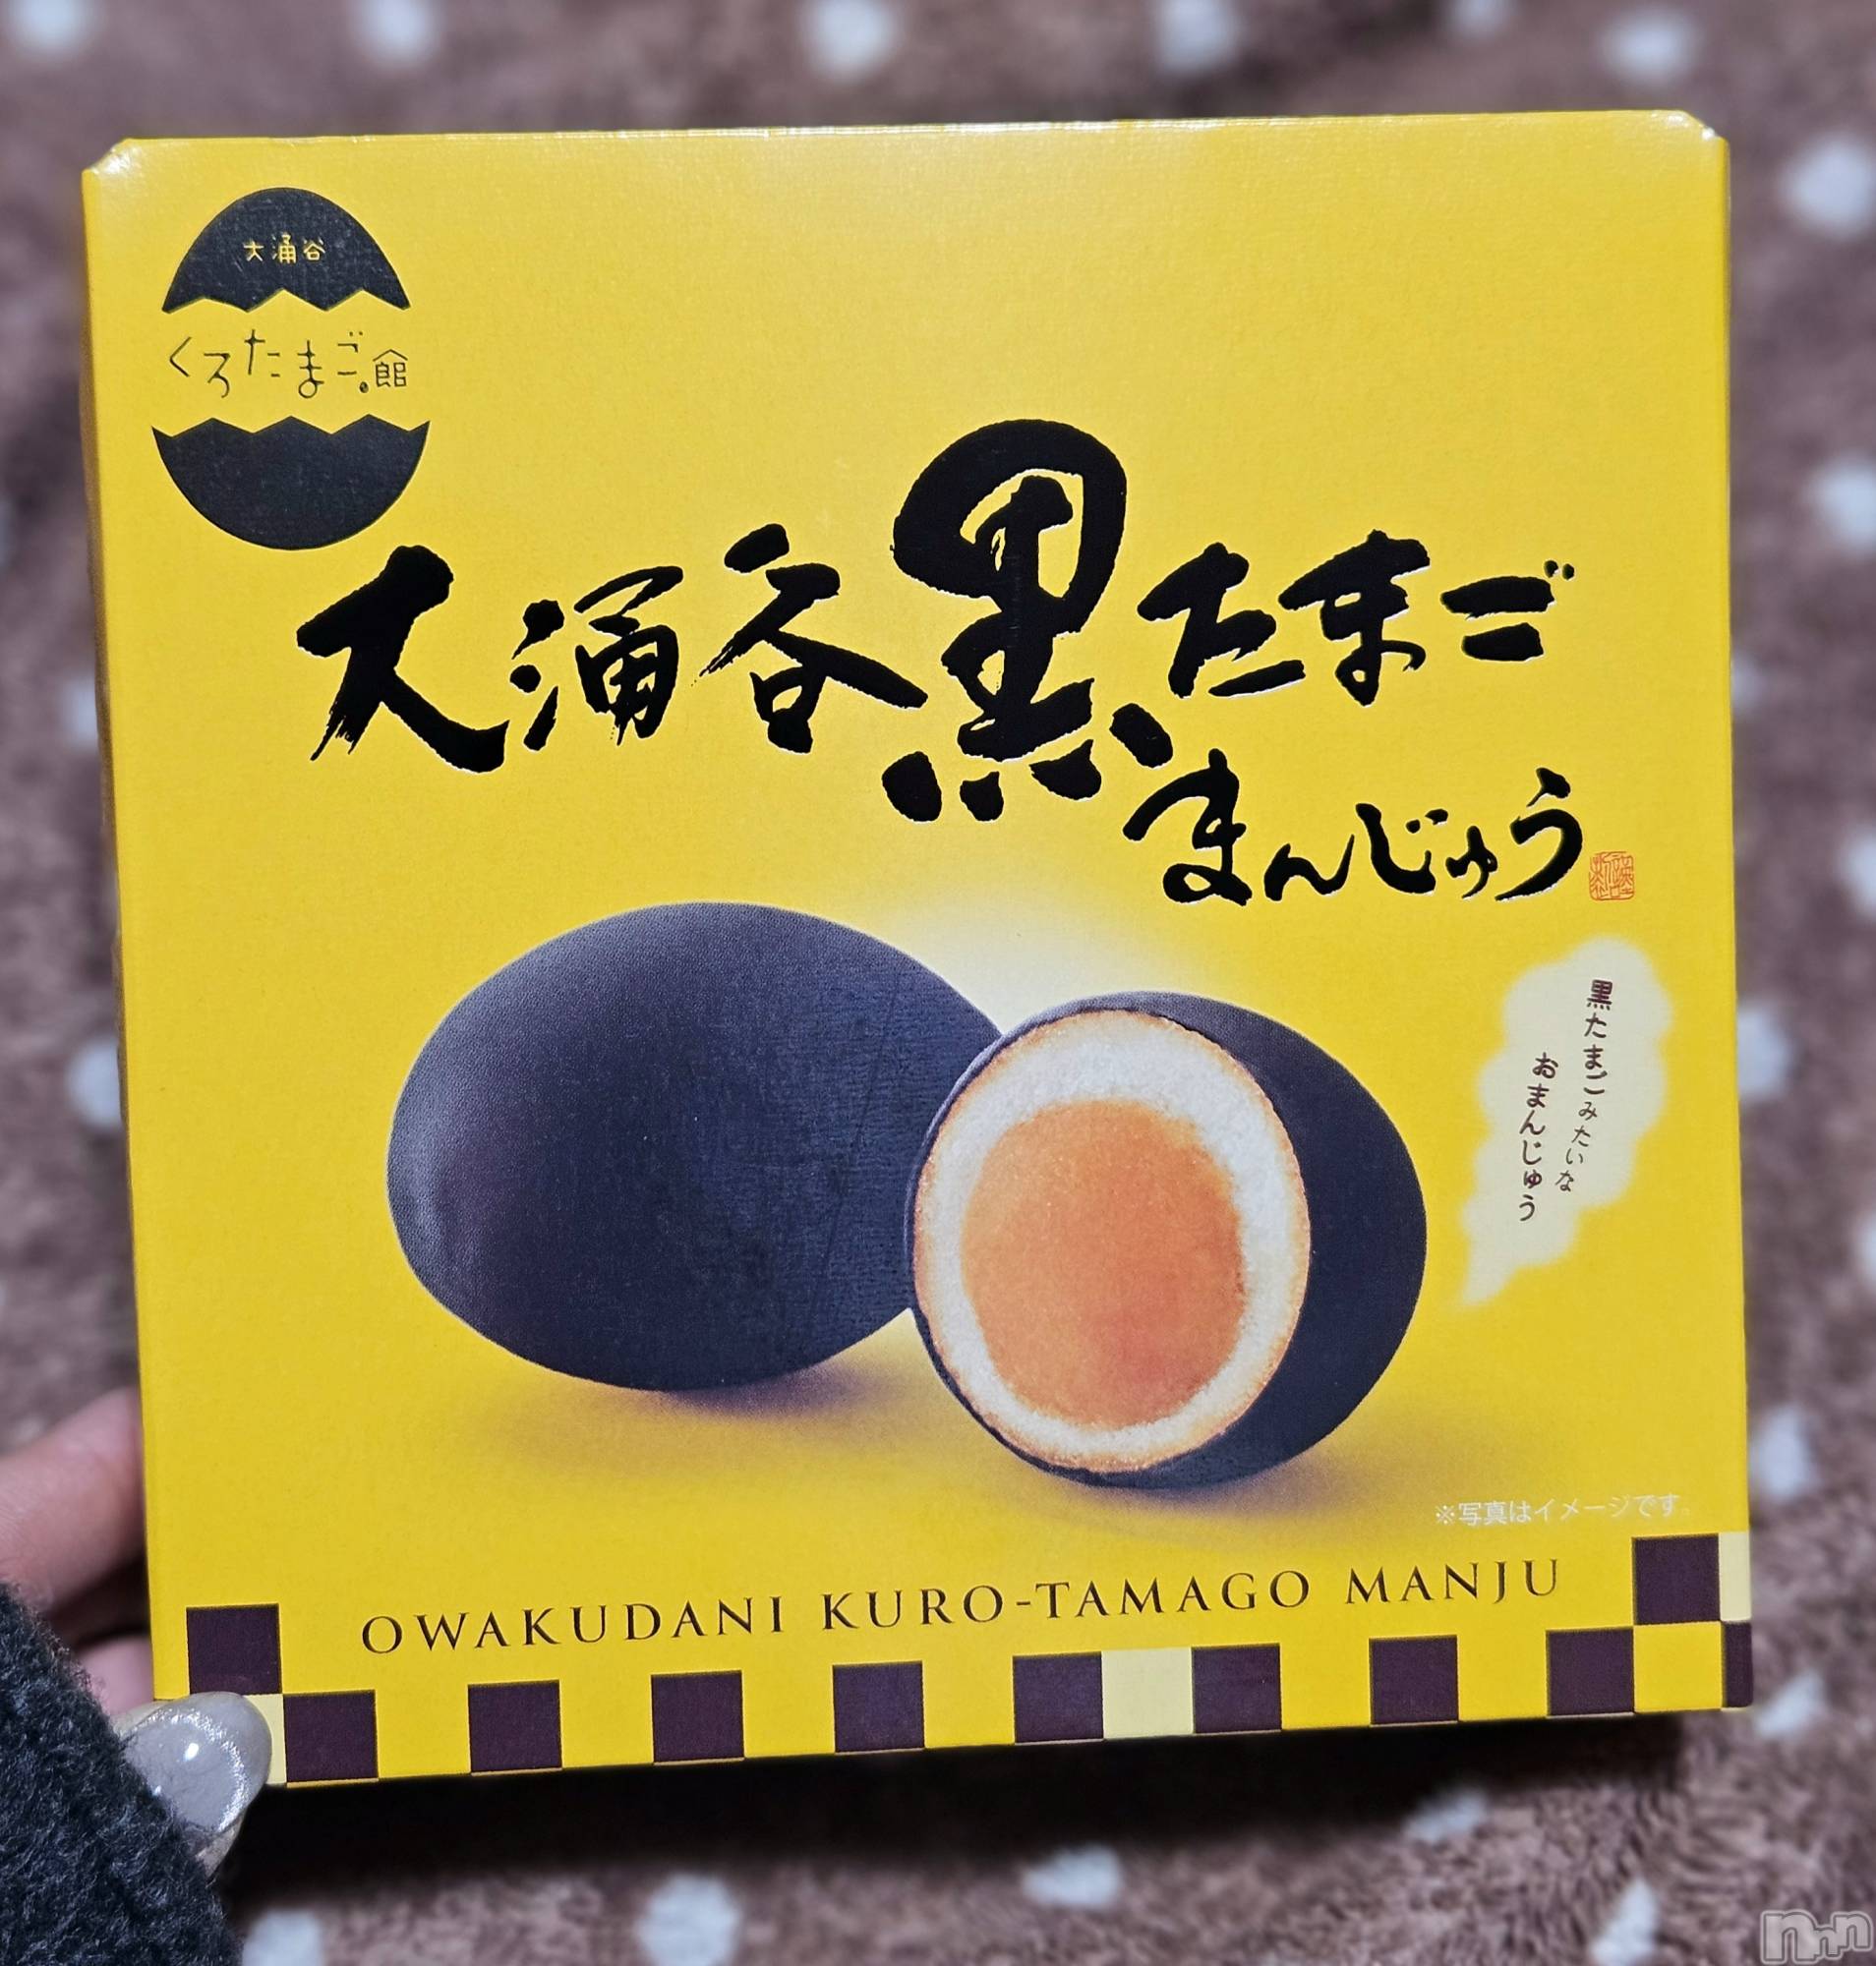 大涌谷
くろたまご館
大涌谷黒たまご
まんじゅう
黒たまごみたいな
おまんじゅう
※写真はイメージです。
OWAKUDANI KURO-TAMAGO MANJU